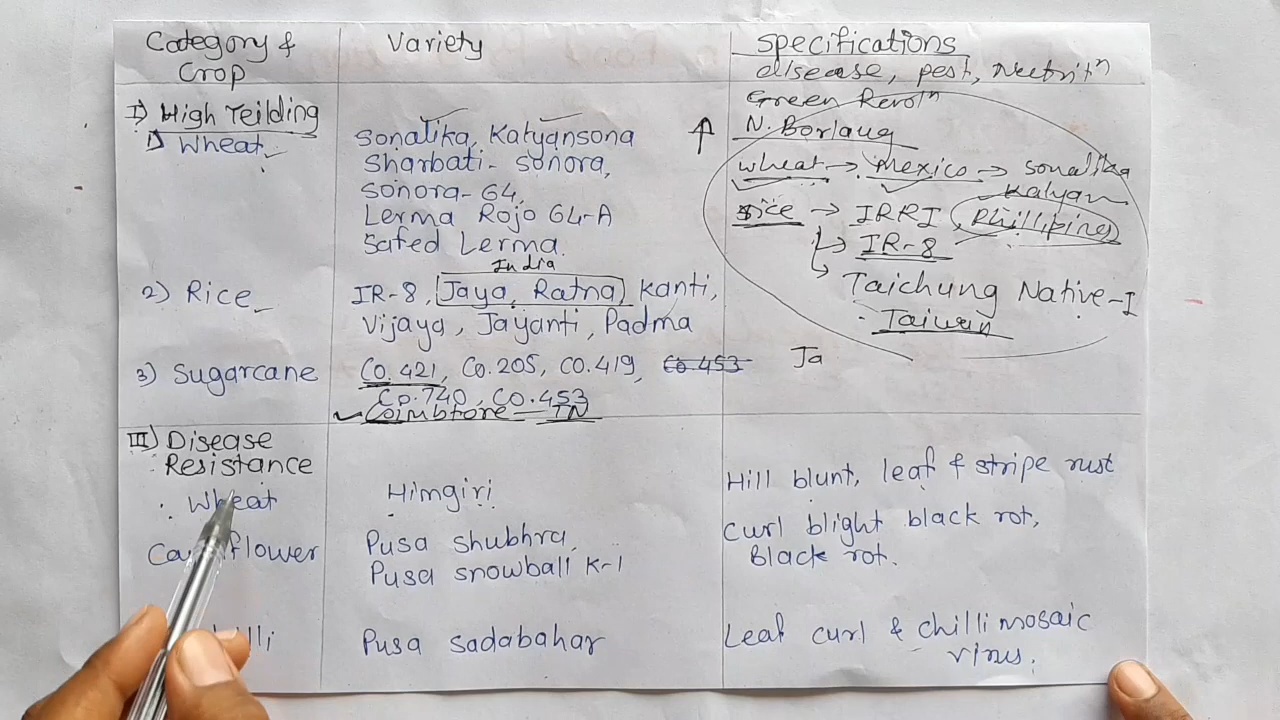 Category &
Crop
Variety
Specifications
disease, pest, Nutritⁿ
I) High Teilding
1) Wheat
Sonalika, Kalyansona
Sharbati-sonora,
Sonora-64,
Lerma Rojo 64-A
Safed Lerma.
Green Revolⁿ
N. Borlaug
wheat → Mexico → sonalika
Kalyan
rice → IRRI (Phillipines)
→ IR-8
→ Taichung Native-I
Taiwan
2) Rice
India
IR-8, Jaya, Ratna, Kanti,
Vijaya, Jayanti, Padma
Ja
3) Sugarcane
Co.421, Co.205, CO.419, Co 453
Co.740, CO.453
Coimbtore — TN
III) Disease
Resistance
Wheat
Himgiri
Hill blunt, leaf & stripe rust
flower
Pusa shubhra,
Pusa snowball K-1
Curl blight black rot,
Black rot.
Pusa sadabahar
Leaf curl & chilli mosaic
virus.